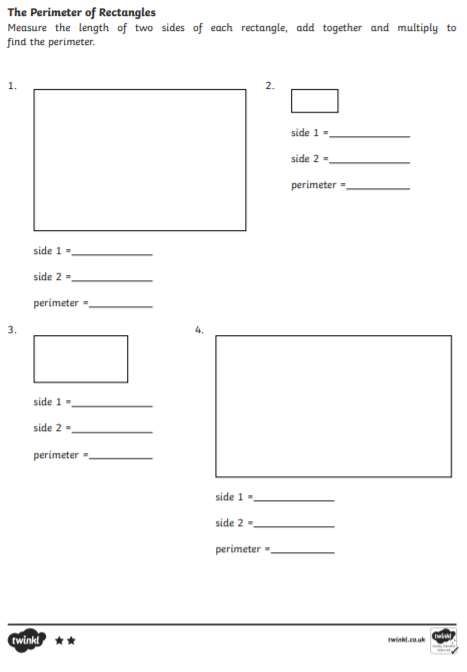 The Perimeter of Rectangles
Measure the length of two sides of each rectangle, add together and multiply to
find the perimeter.
1.
side 1 =
side 2 =
perimeter =
2.
side 1 =
side 2 =
perimeter =
3.
side 1 =
side 2 =
perimeter =
4.
side 1 =
side 2 =
perimeter =
twinkl
twinkl.co.uk
twinkl